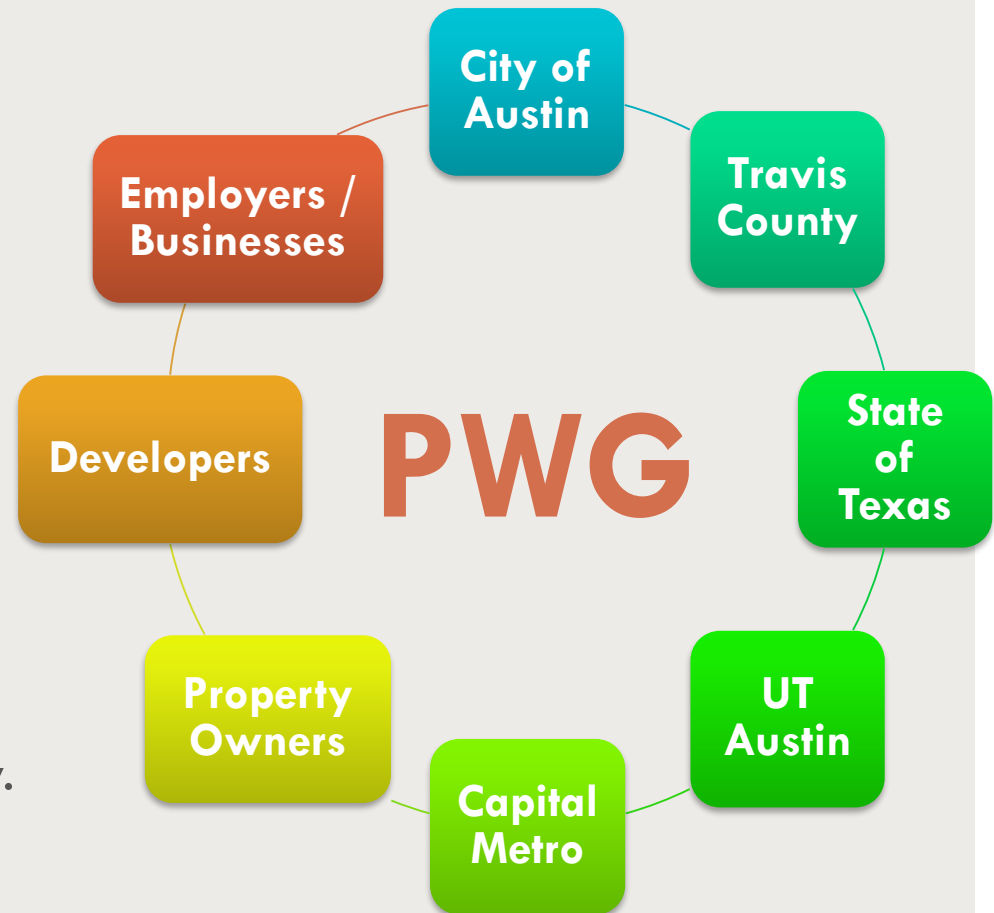 City of
Austin
Travis
County
State
of
Texas
UT
Austin
Capital
Metro
Property
Owners
Developers
Employers /
Businesses
PWG